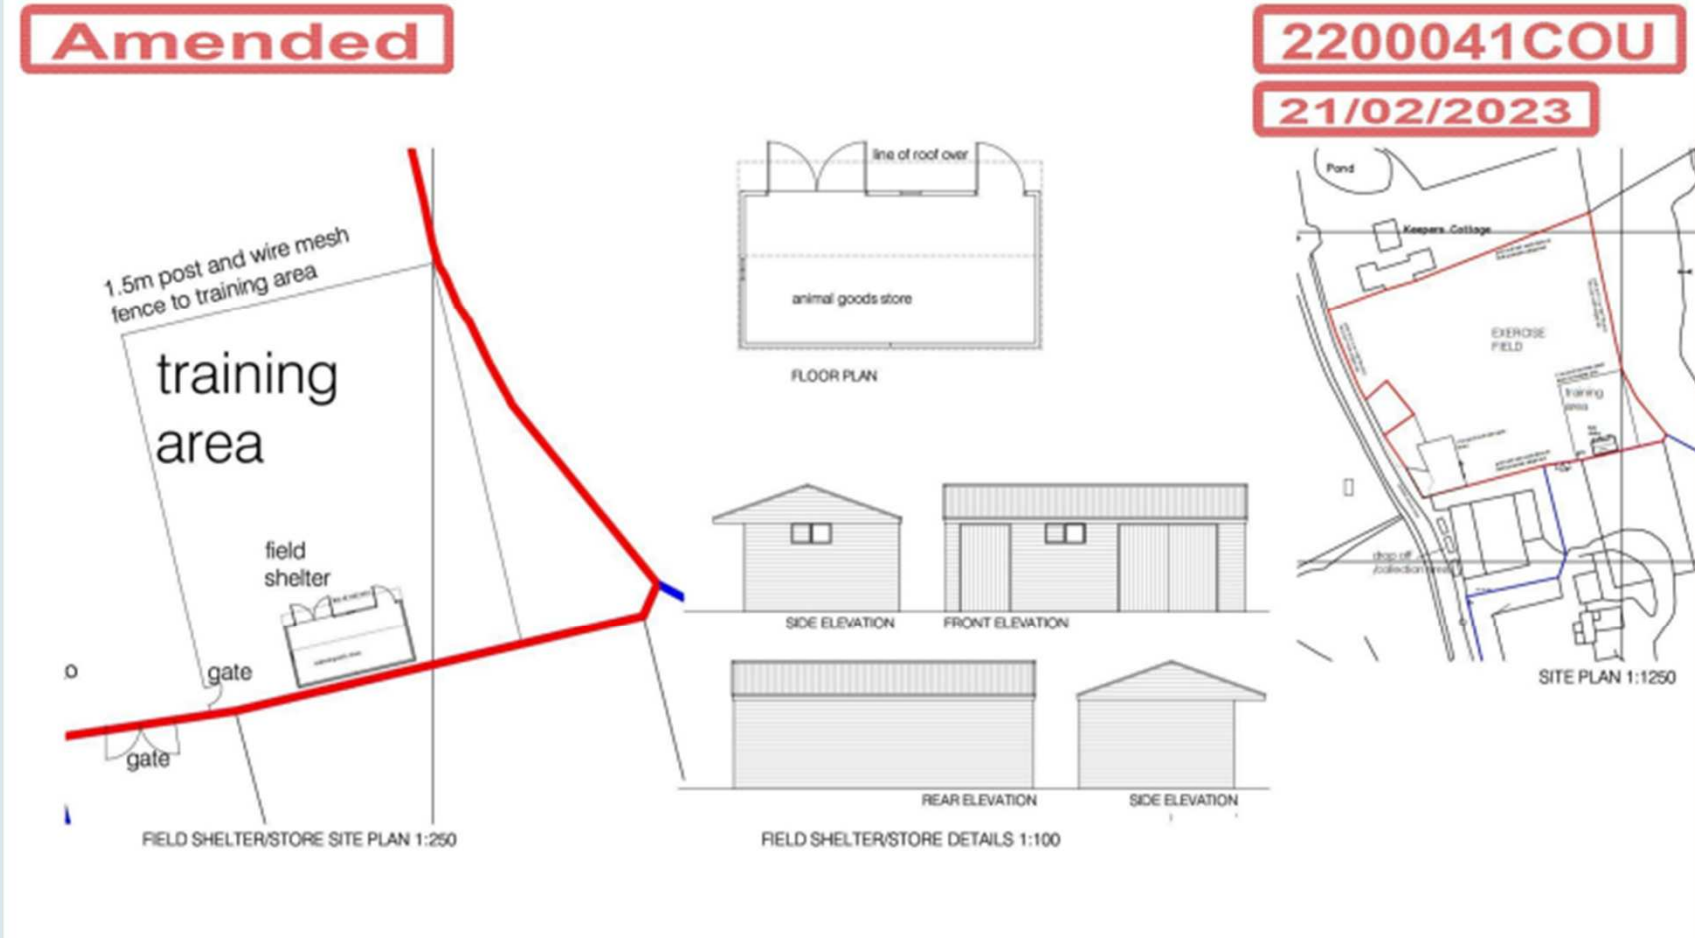 Amended
2200041COU
21/02/2023
1.5m post and wire mesh
fence to training area
training
area
field
shelter
gate
gate
FIELD SHELTER/STORE SITE PLAN 1:250
line of roof over
animal goods store
FLOOR PLAN
SIDE ELEVATION
FRONT ELEVATION
REAR ELEVATION
SIDE ELEVATION
FIELD SHELTER/STORE DETAILS 1:100
Pond
Keepers Cottage
EXERCISE
FIELD
training
area
drop off
/collection area
SITE PLAN 1:1250